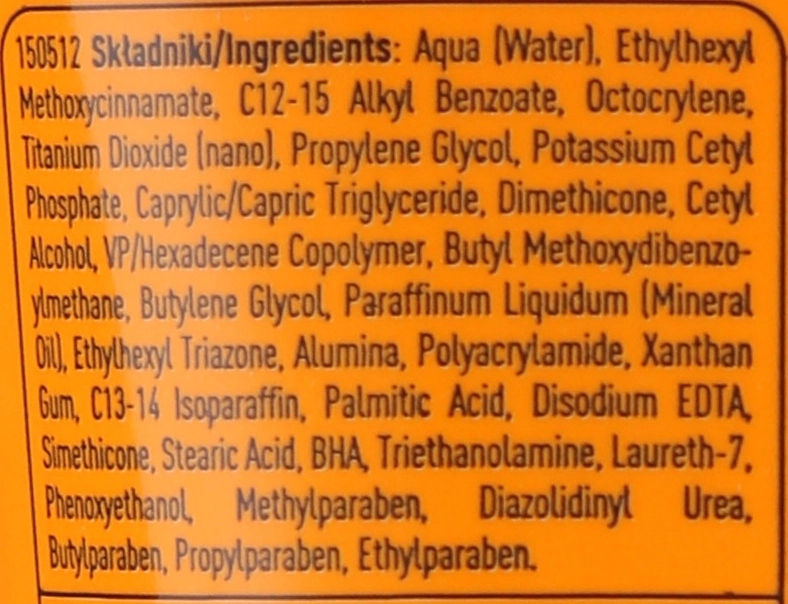 150512 Składniki/Ingredients: Aqua (Water), Ethylhexyl
Methoxycinnamate, C12-15 Alkyl Benzoate, Octocrylene,
Titanium Dioxide (nano), Propylene Glycol, Potassium Cetyl
Phosphate, Caprylic/Capric Triglyceride, Dimethicone, Cetyl
Alcohol, VP/Hexadecene Copolymer, Butyl Methoxydibenzo-
ylmethane, Butylene Glycol, Paraffinum Liquidum (Mineral
Oil), Ethylhexyl Triazone, Alumina, Polyacrylamide, Xanthan
Gum, C13-14 Isoparaffin, Palmitic Acid, Disodium EDTA,
Simethicone, Stearic Acid, BHA, Triethanolamine, Laureth-7,
Phenoxyethanol, Methylparaben, Diazolidinyl Urea,
Butylparaben, Propylparaben, Ethylparaben.